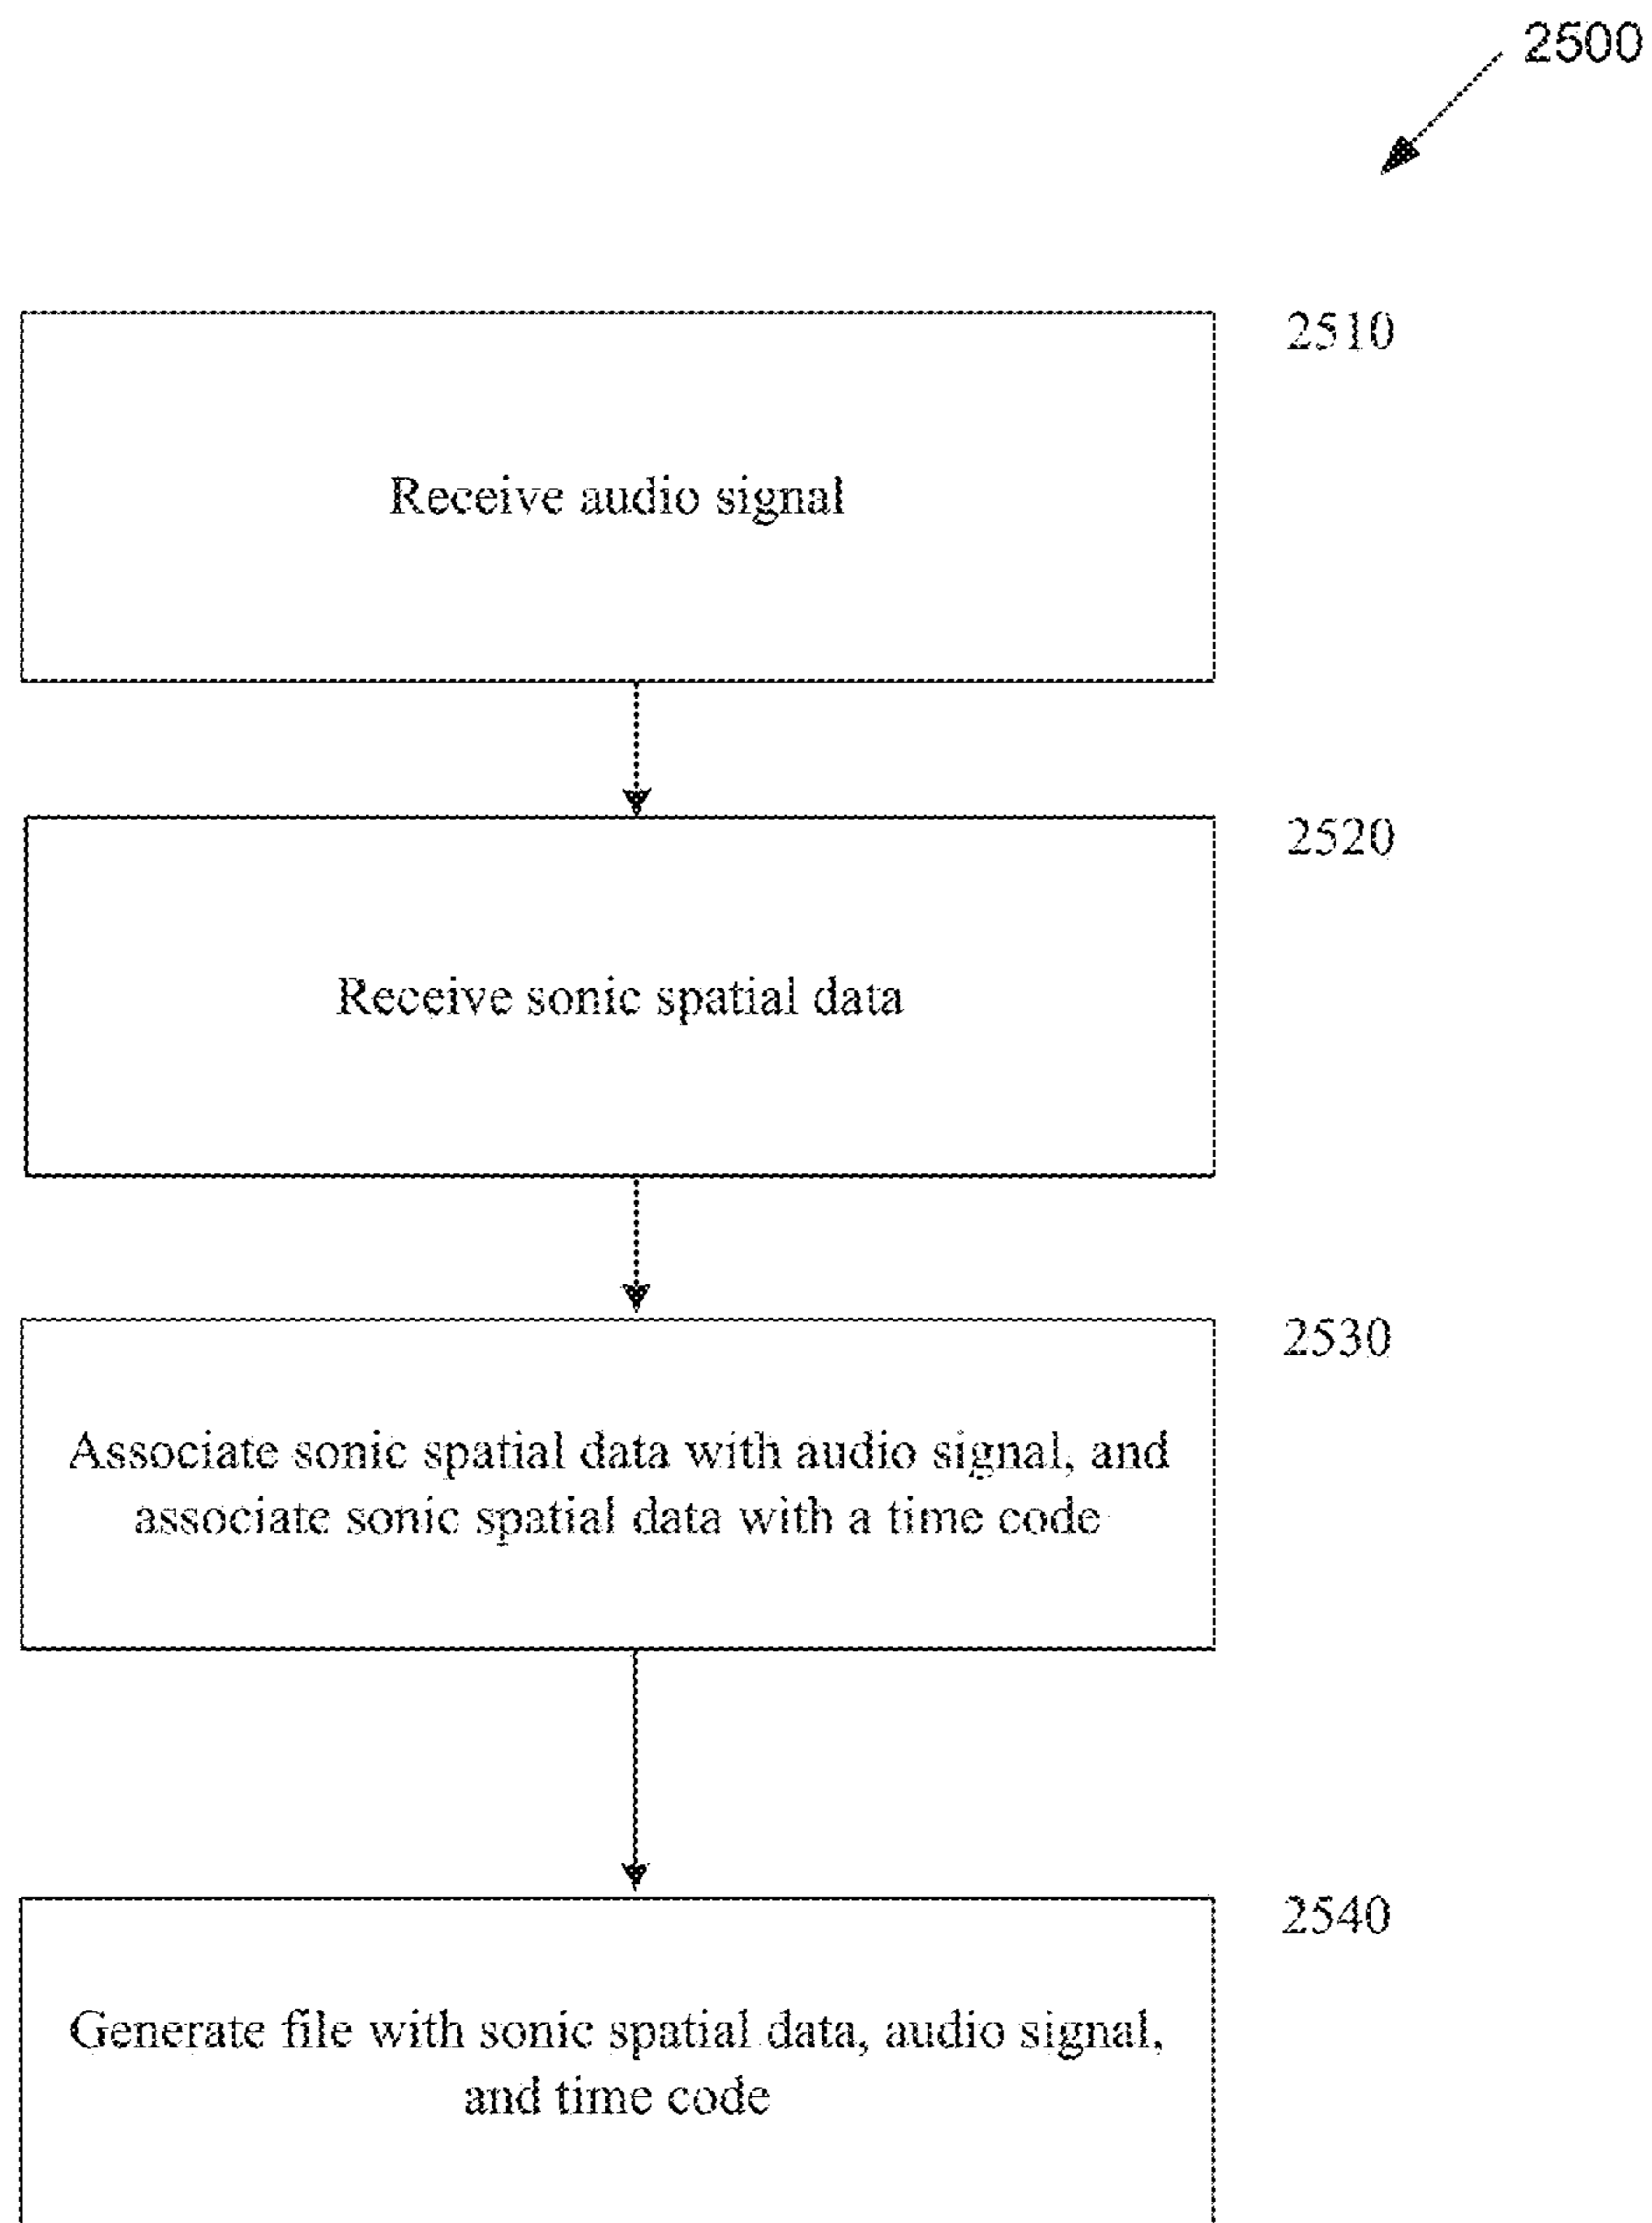 2500
2510
Receive audio signal
2520
Receive sonic spatial data
2530
Associate sonic spatial data with audio signal, and
associate sonic spatial data with a time code
2540
Generate file with sonic spatial data, audio signal,
and time code